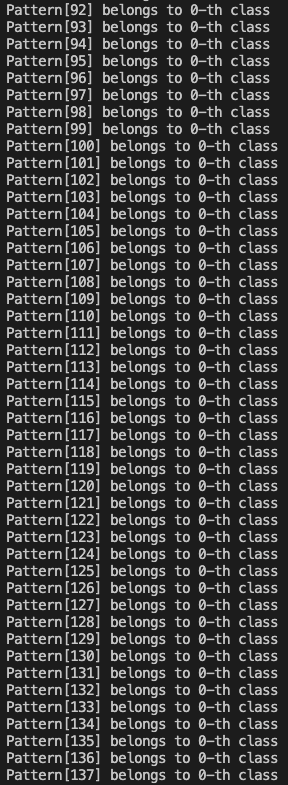 Pattern[92] belongs to 0-th class
Pattern[93] belongs to 0-th class
Pattern[94] belongs to 0-th class
Pattern[95] belongs to 0-th class
Pattern[96] belongs to 0-th class
Pattern[97] belongs to 0-th class
Pattern[98] belongs to 0-th class
Pattern[99] belongs to 0-th class
Pattern[100] belongs to 0-th class
Pattern[101] belongs to 0-th class
Pattern[102] belongs to 0-th class
Pattern[103] belongs to 0-th class
Pattern[104] belongs to 0-th class
Pattern[105] belongs to 0-th class
Pattern[106] belongs to 0-th class
Pattern[107] belongs to 0-th class
Pattern[108] belongs to 0-th class
Pattern[109] belongs to 0-th class
Pattern[110] belongs to 0-th class
Pattern[111] belongs to 0-th class
Pattern[112] belongs to 0-th class
Pattern[113] belongs to 0-th class
Pattern[114] belongs to 0-th class
Pattern[115] belongs to 0-th class
Pattern[116] belongs to 0-th class
Pattern[117] belongs to 0-th class
Pattern[118] belongs to 0-th class
Pattern[119] belongs to 0-th class
Pattern[120] belongs to 0-th class
Pattern[121] belongs to 0-th class
Pattern[122] belongs to 0-th class
Pattern[123] belongs to 0-th class
Pattern[124] belongs to 0-th class
Pattern[125] belongs to 0-th class
Pattern[126] belongs to 0-th class
Pattern[127] belongs to 0-th class
Pattern[128] belongs to 0-th class
Pattern[129] belongs to 0-th class
Pattern[130] belongs to 0-th class
Pattern[131] belongs to 0-th class
Pattern[132] belongs to 0-th class
Pattern[133] belongs to 0-th class
Pattern[134] belongs to 0-th class
Pattern[135] belongs to 0-th class
Pattern[136] belongs to 0-th class
Pattern[137] belongs to 0-th class